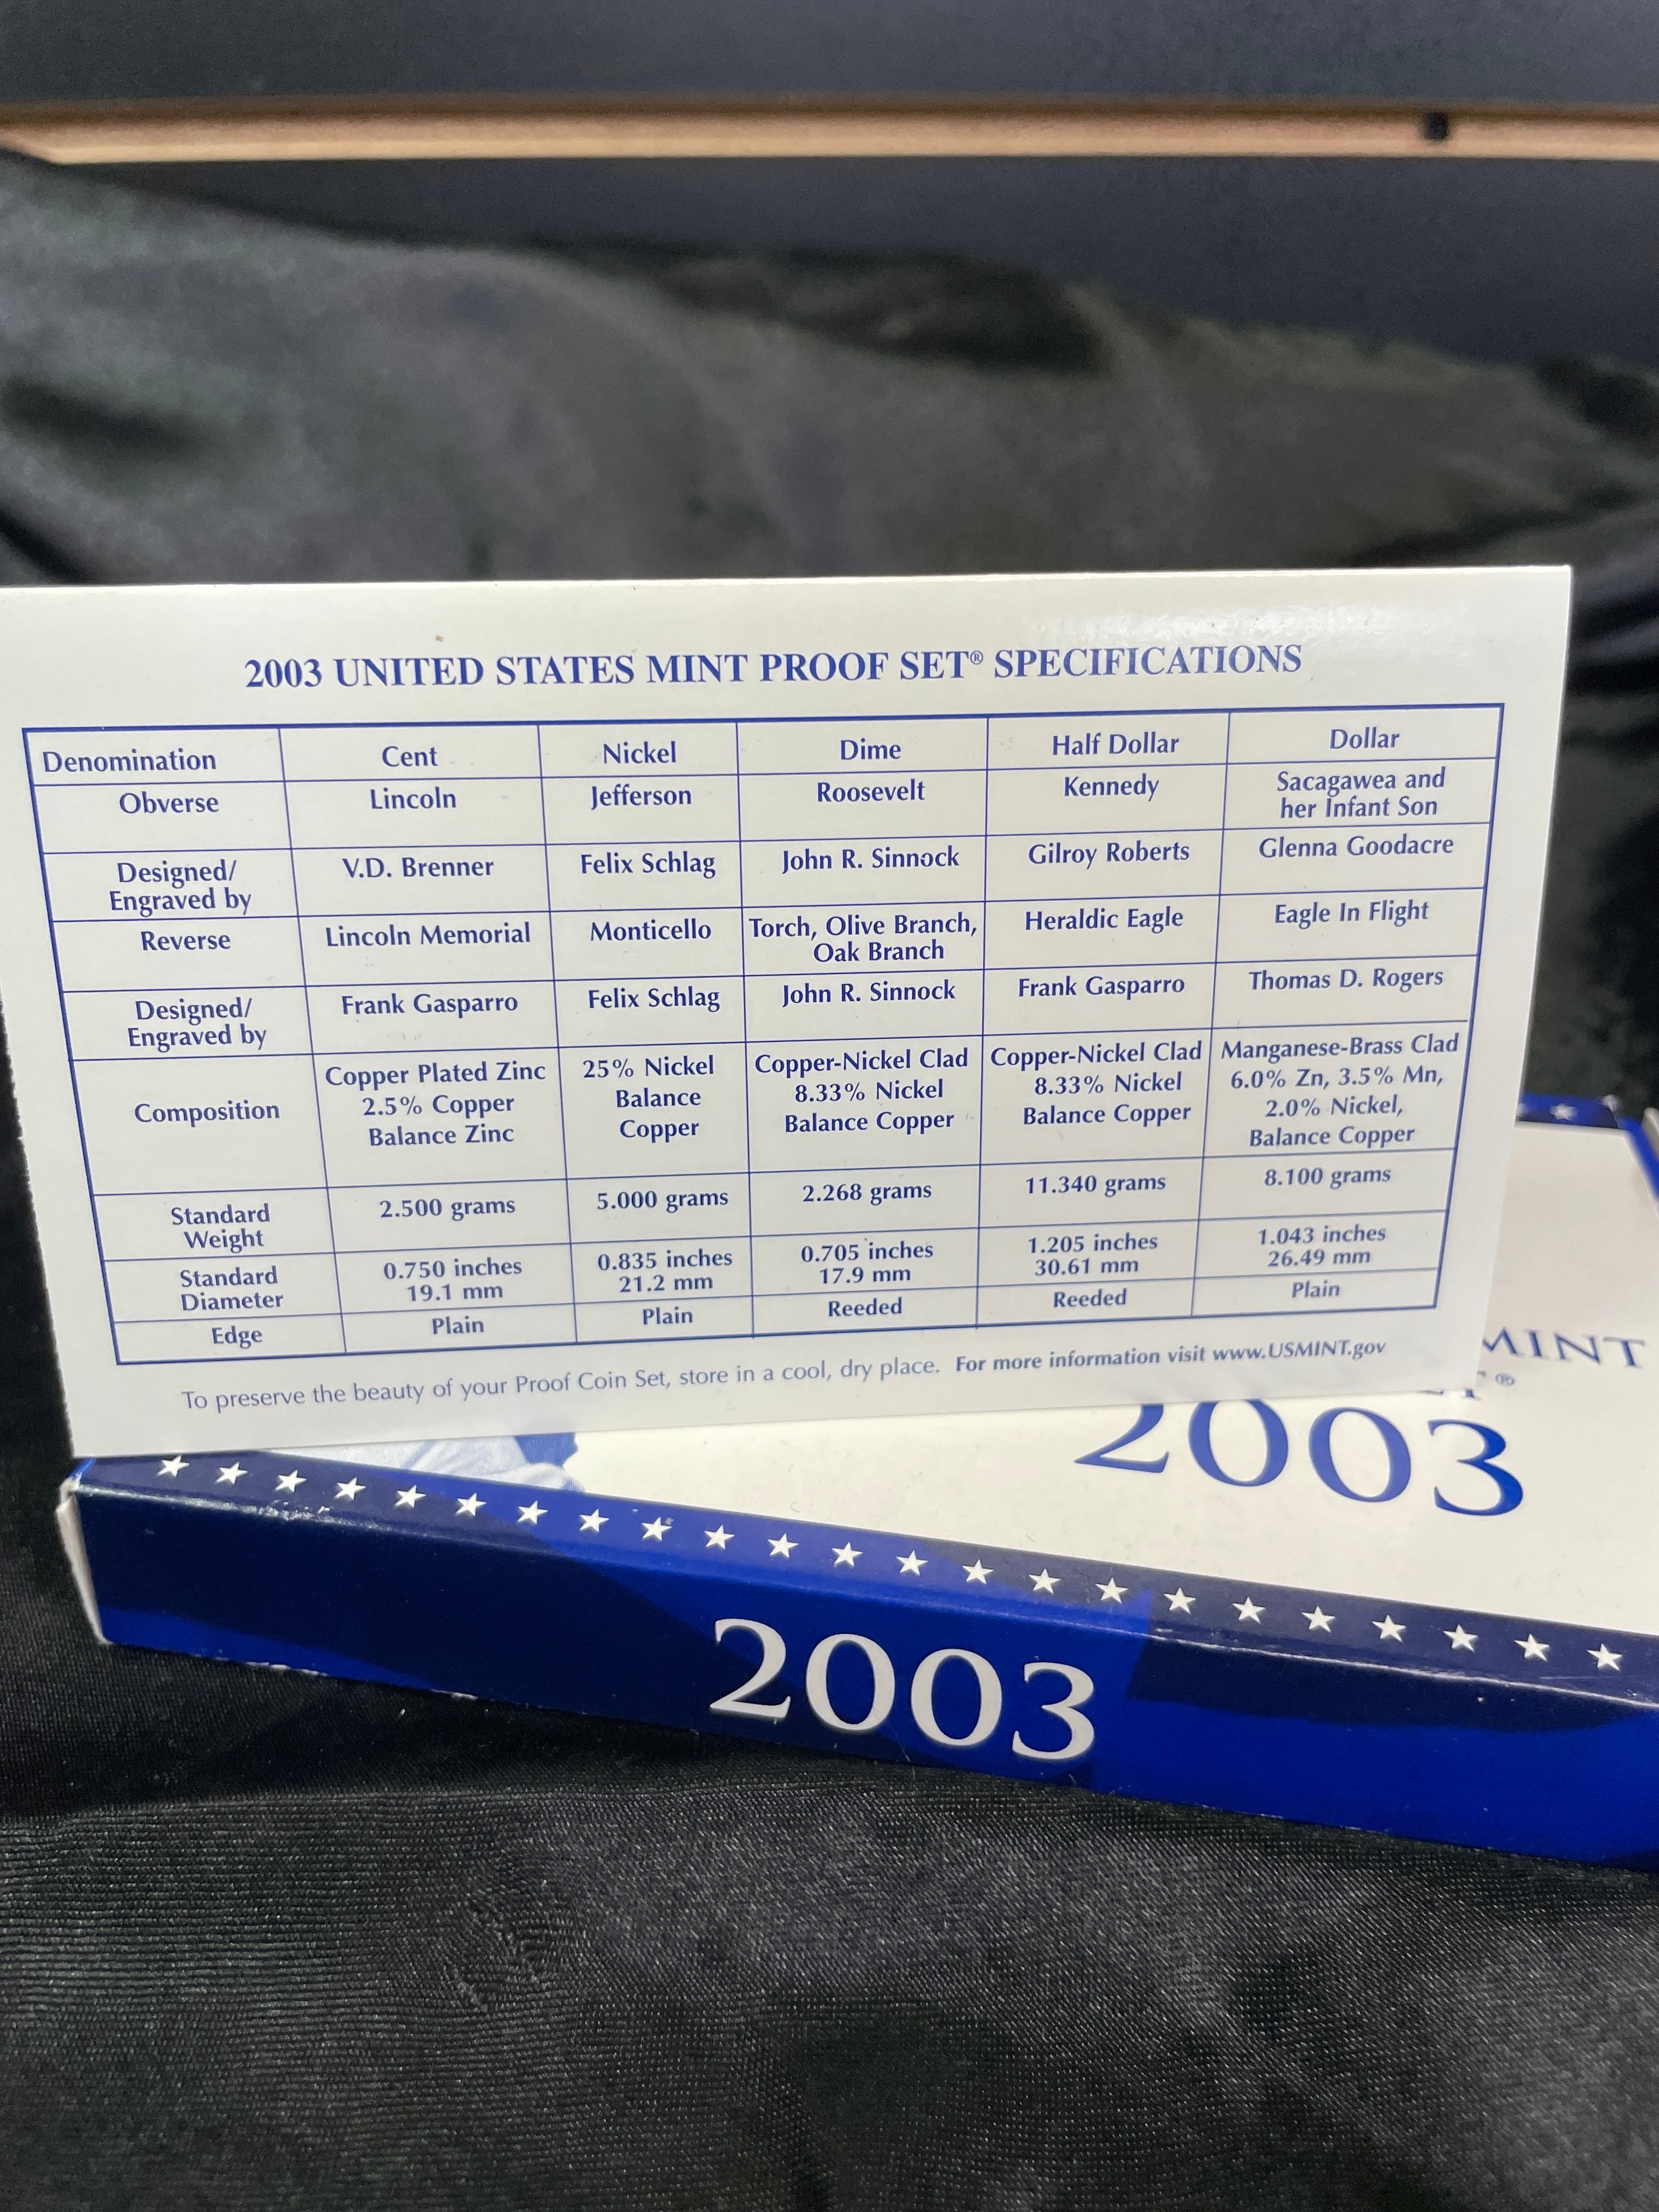 2003 UNITED STATES MINT PROOF SET® SPECIFICATIONS
Denomination Cent Nickel Dime Half Dollar Dollar
Obverse Lincoln Jefferson Roosevelt Kennedy Sacagawea and
her Infant Son
Designed/ V.D. Brenner Felix Schlag John R. Sinnock Gilroy Roberts Glenna Goodacre
Engraved by
Reverse Lincoln Memorial Monticello Torch, Olive Branch, Heraldic Eagle Eagle In Flight
Oak Branch
Designed/ Frank Gasparro Felix Schlag John R. Sinnock Frank Gasparro Thomas D. Rogers
Engraved by
Copper Plated Zinc 25% Nickel Copper-Nickel Clad Copper-Nickel Clad Manganese-Brass Clad
Composition 2.5% Copper Balance 8.33% Nickel 8.33% Nickel 6.0% Zn, 3.5% Mn,
Balance Zinc Copper Balance Copper Balance Copper 2.0% Nickel,
Balance Copper
Standard 2.500 grams 5.000 grams 2.268 grams 11.340 grams 8.100 grams
Weight
Standard 0.750 inches 0.835 inches 0.705 inches 1.205 inches 1.043 inches
Diameter 19.1 mm 21.2 mm 17.9 mm 30.61 mm 26.49 mm
Edge Plain Plain Reeded Reeded Plain
To preserve the beauty of your Proof Coin Set, store in a cool, dry place. For more information visit www.USMINT.gov
MINT
®
2003
2003